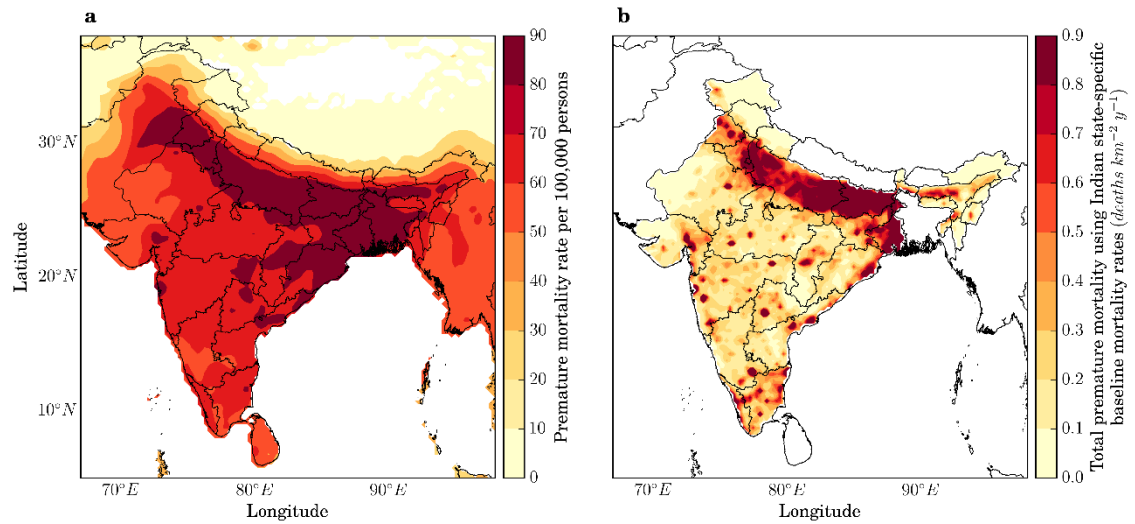 a
90
80
70
60
50
40
30
20
10
0
Premature mortality rate per 100,000 persons
30°N
20°N
10°N
Latitude
70°E 80°E 90°E
Longitude
b
0.9
0.8
0.7
0.6
0.5
0.4
0.3
0.2
0.1
0.0
Total premature mortality using Indian state-specific
baseline mortality rates (deaths km⁻² y⁻¹)
70°E 80°E 90°E
Longitude